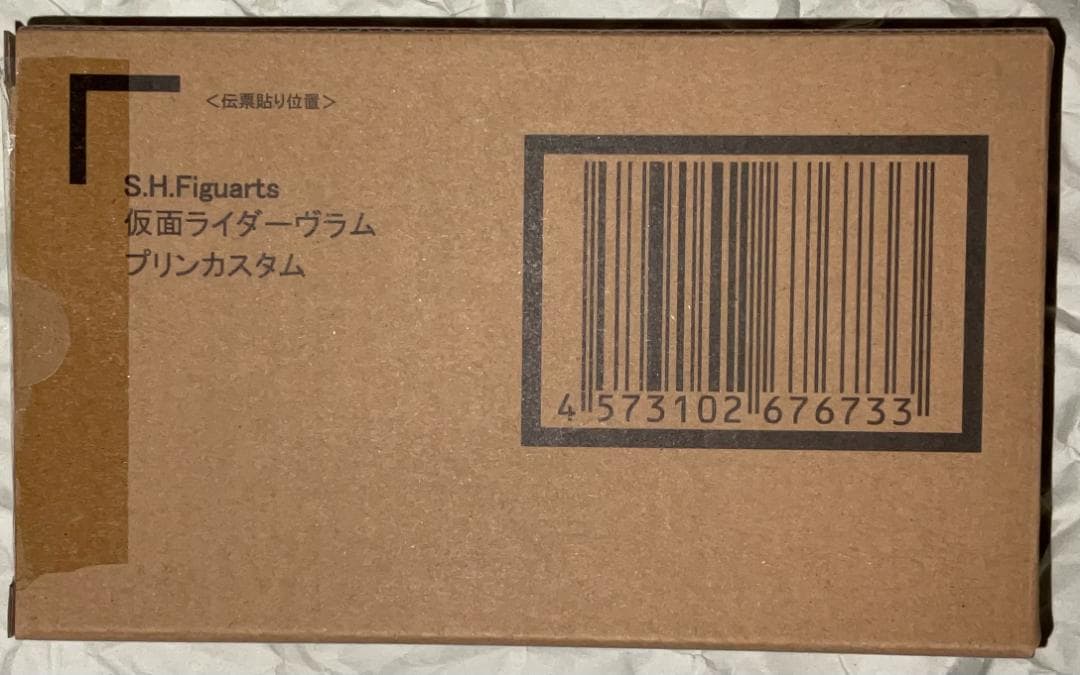 ＜伝票貼り位置＞
S.H.Figuarts
仮面ライダーヴラム
プリンカスタム
4 573102 676733